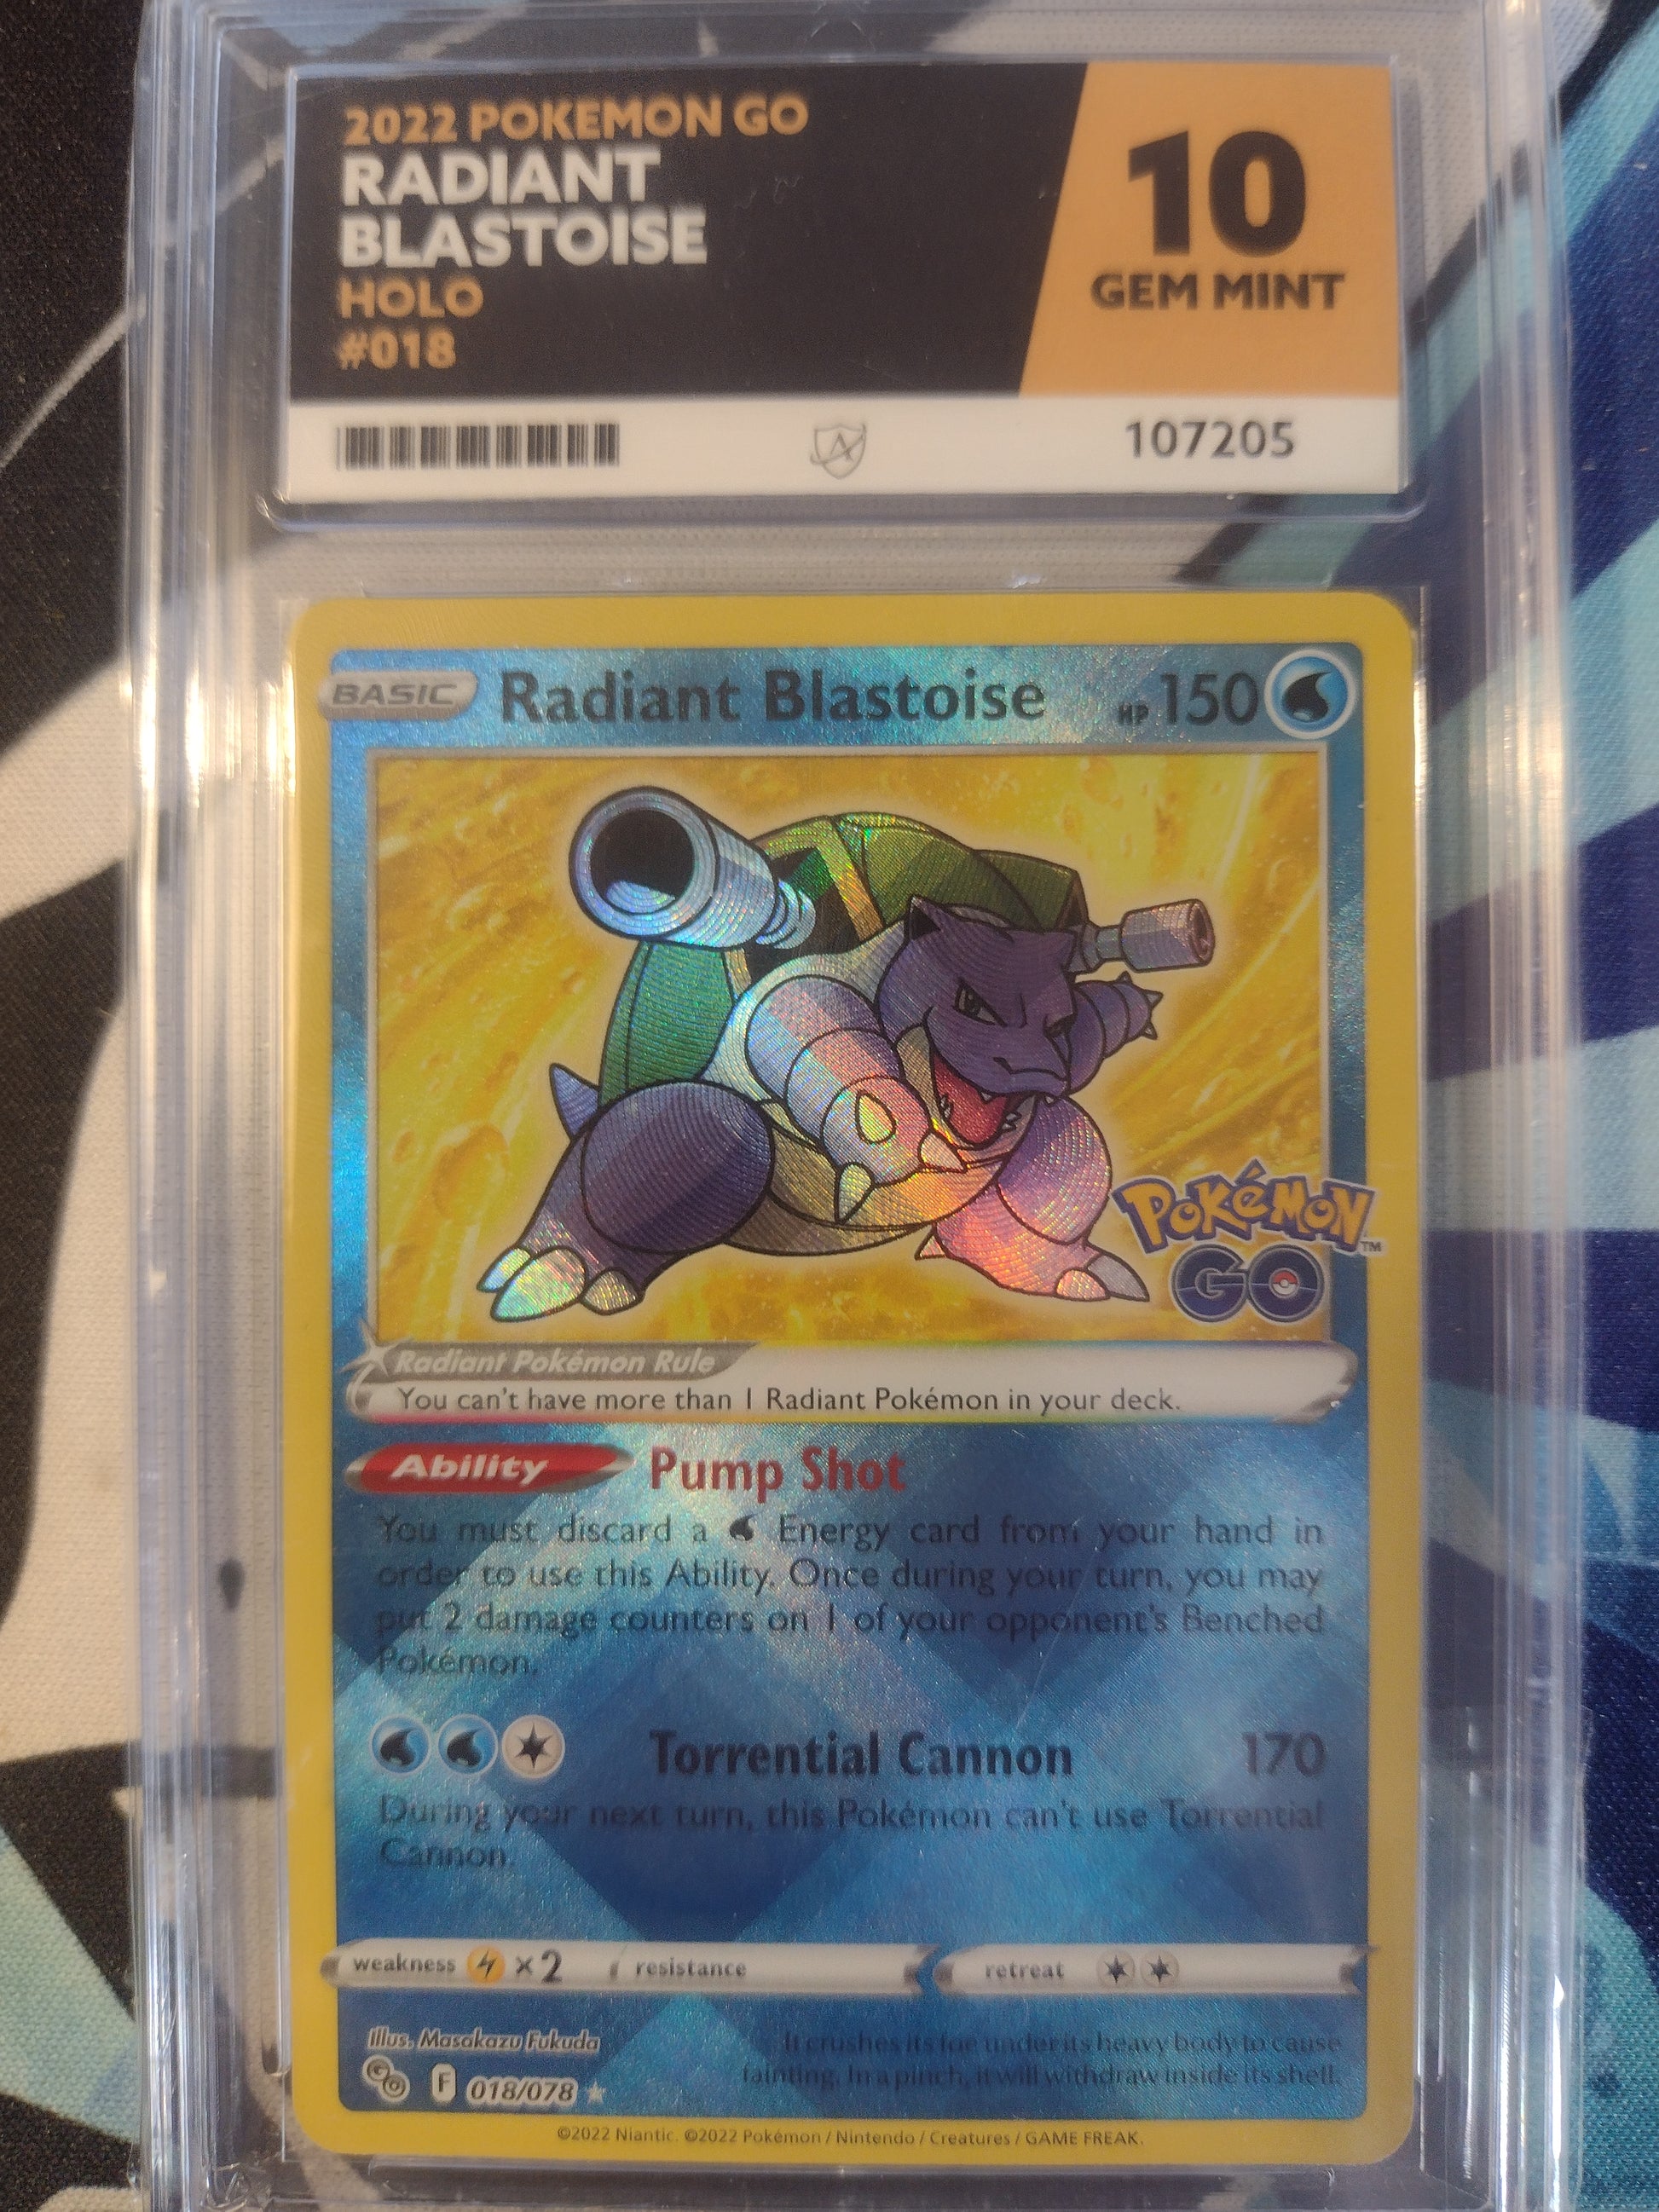 2022 POKEMON GO
RADIANT
BLASTOISE
HOLO
#018
10
GEM MINT
107205
BASIC Radiant Blastoise HP 150
POKéMON™
GO
Radiant Pokémon Rule
You can't have more than 1 Radiant Pokémon in your deck.
Ability Pump Shot
You must discard a Energy card from your hand in
order to use this Ability. Once during your turn, you may
put 2 damage counters on 1 of your opponent's Benched
Pokémon.
Torrential Cannon 170
During your next turn, this Pokémon can't use Torrential
Cannon.
weakness ×2 resistance retreat
Illus. Masakazu Fukuda
It crushes its foe under its heavy body to cause
fainting. In a pinch, it will withdraw inside its shell.
GO F 018/078
©2022 Niantic. ©2022 Pokémon / Nintendo / Creatures / GAME FREAK.